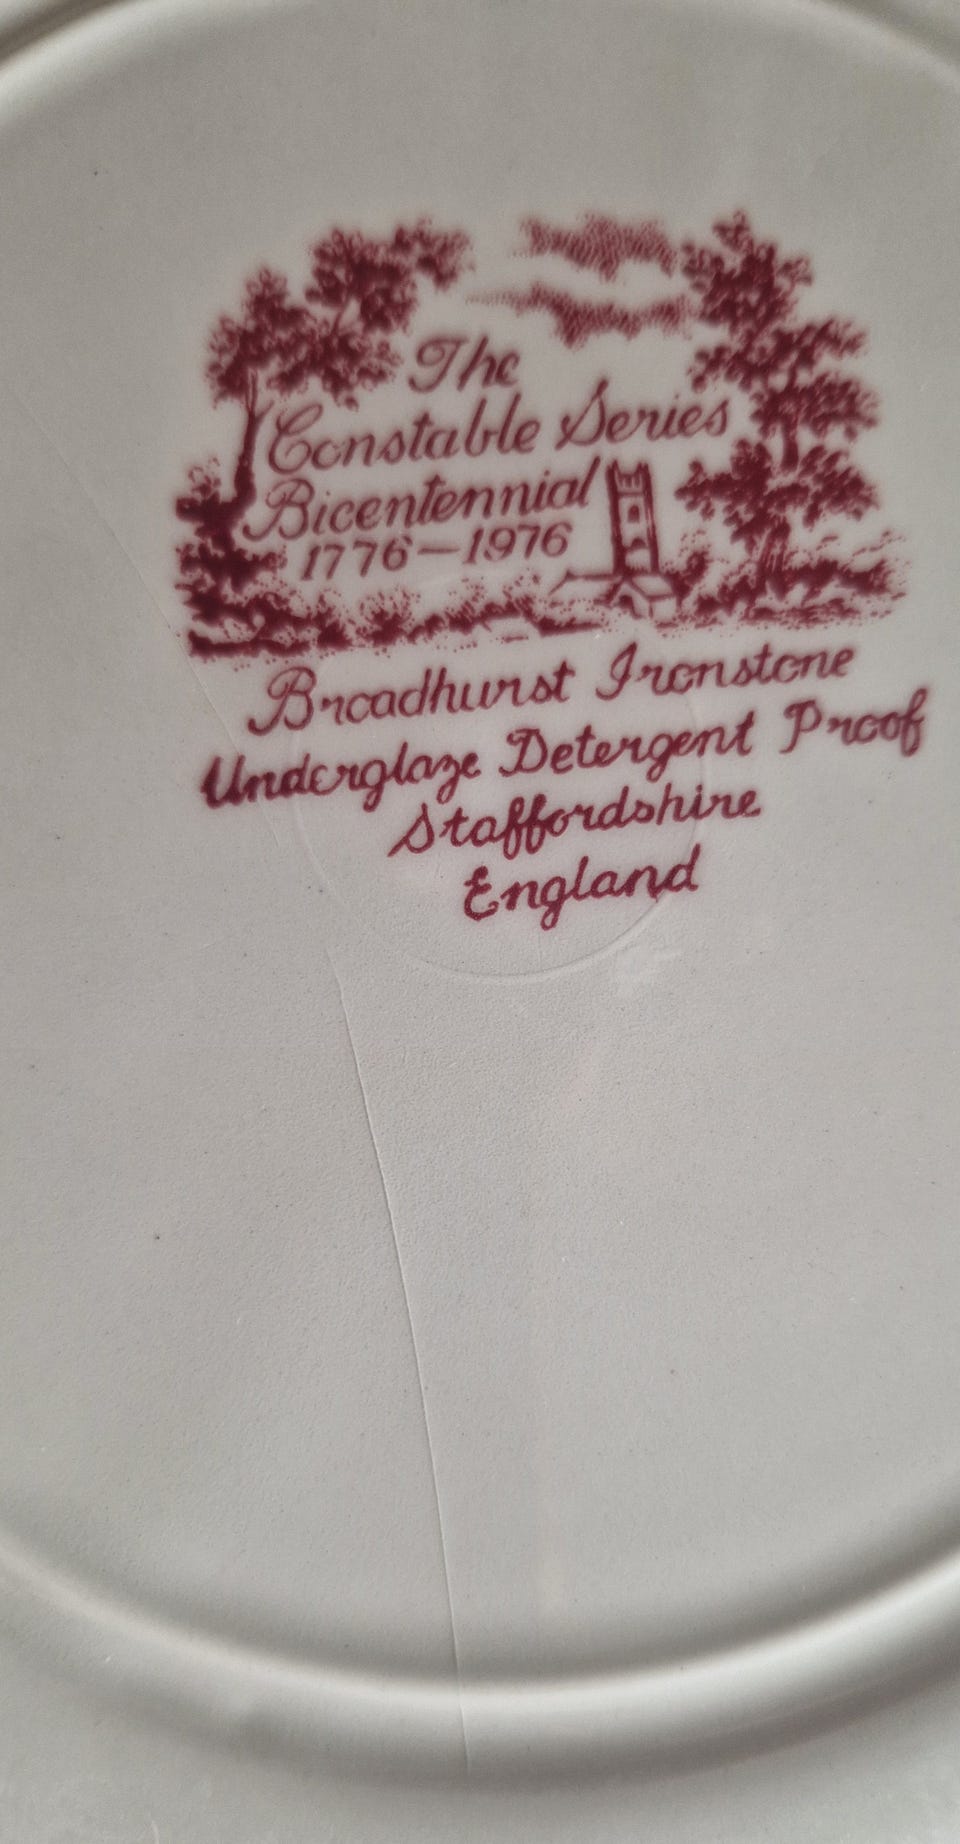 The
Constable Series
Bicentennial
1776-1976
Broadhurst Ironstone
Underglaze Detergent Proof
Staffordshire
England